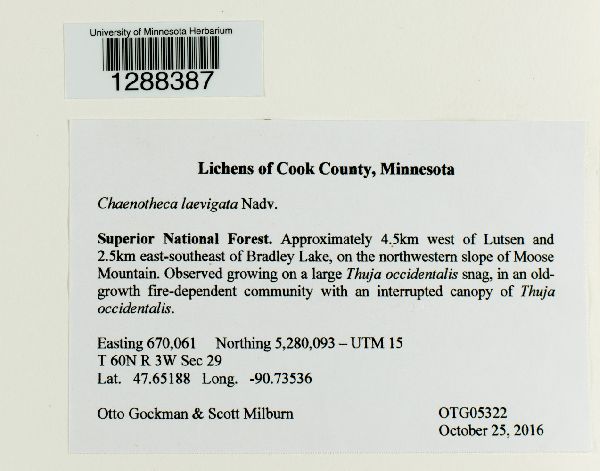 University of Minnesota Herbarium
1288387
Lichens of Cook County, Minnesota
Chaenotheca laevigata Nadv.
Superior National Forest. Approximately 4.5km west of Lutsen and
2.5km east-southeast of Bradley Lake, on the northwestern slope of Moose
Mountain. Observed growing on a large Thuja occidentalis snag, in an old-
growth fire-dependent community with an interrupted canopy of Thuja
occidentalis.
Easting 670,061 Northing 5,280,093 – UTM 15
T 60N R 3W Sec 29
Lat. 47.65188 Long. -90.73536
Otto Gockman & Scott Milburn OTG05322
October 25, 2016